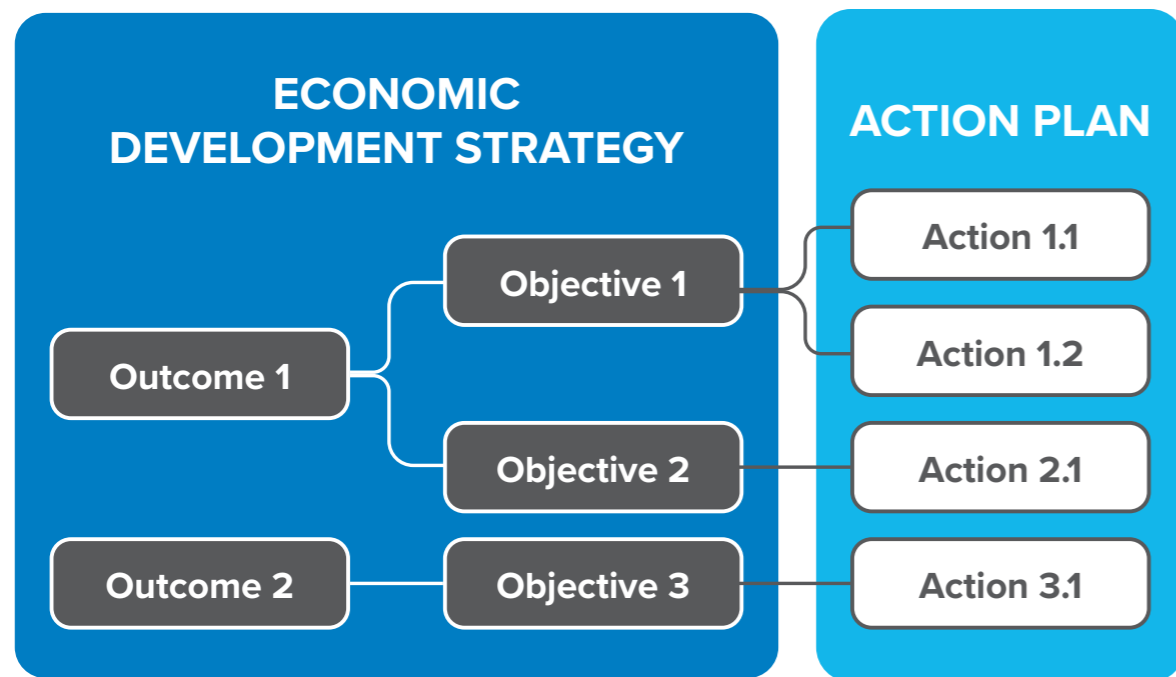 ECONOMIC
DEVELOPMENT STRATEGY
Outcome 1
Objective 1
Objective 2
Outcome 2
Objective 3
ACTION PLAN
Action 1.1
Action 1.2
Action 2.1
Action 3.1